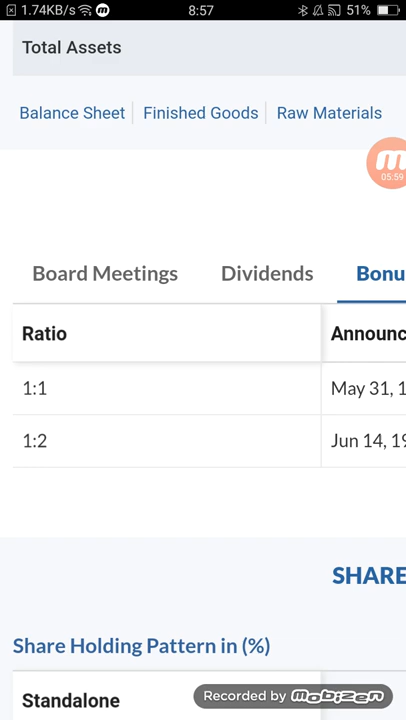 1.74KB/s 8:57 51%
Total Assets
Balance Sheet Finished Goods Raw Materials
05:59
Board Meetings Dividends Bonu
Ratio Announc
1:1 May 31, 1
1:2 Jun 14, 19
SHARE
Share Holding Pattern in (%)
Standalone
Recorded by mobizen